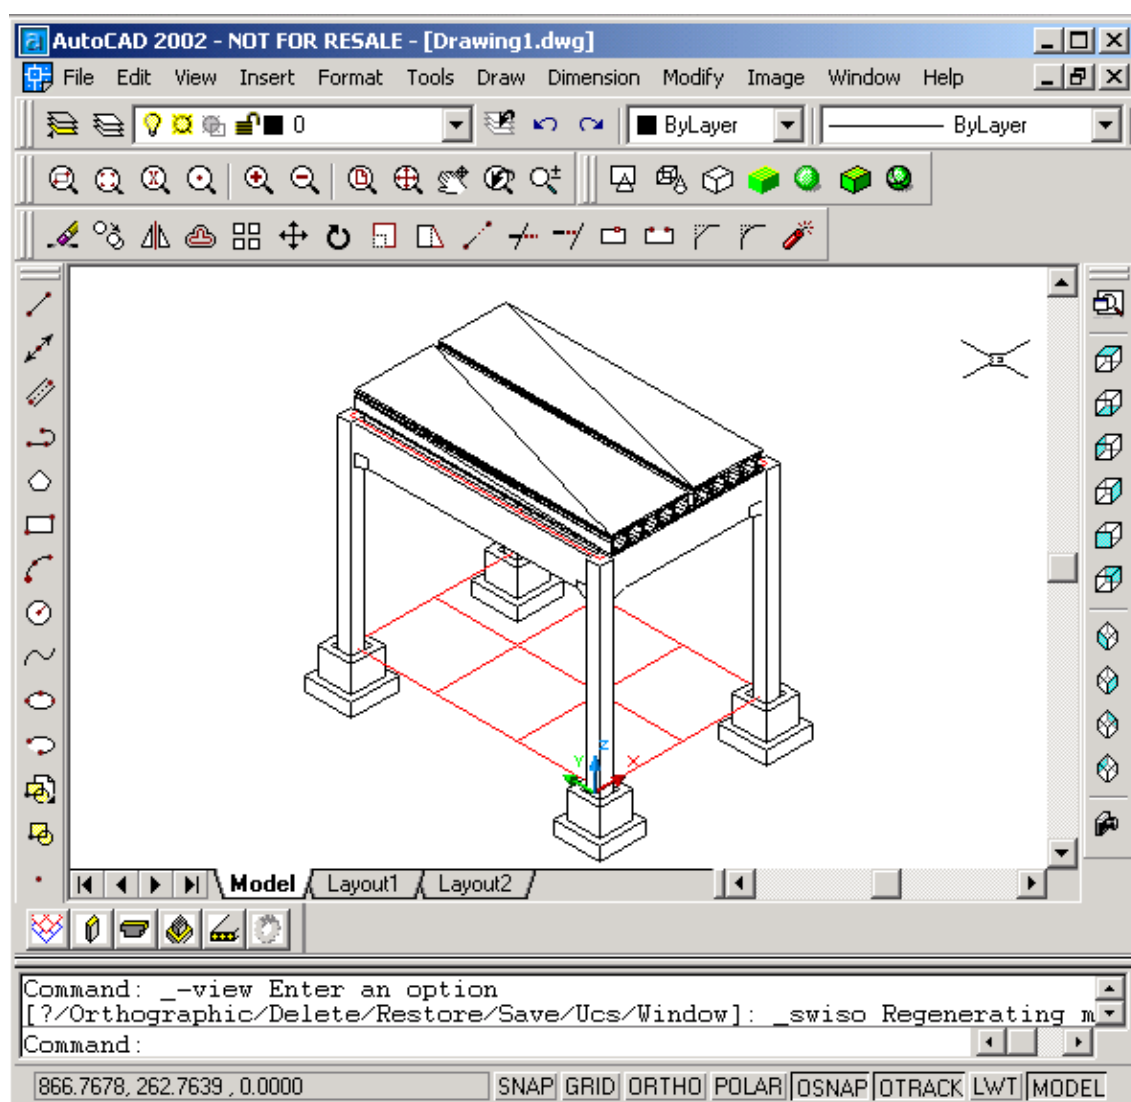 AutoCAD 2002 - NOT FOR RESALE - [Drawing1.dwg]
File Edit View Insert Format Tools Draw Dimension Modify Image Window Help
0 ByLayer ByLayer
Z
Y X
Model Layout1 Layout2
Command: _-view Enter an option
[?/Orthographic/Delete/Restore/Save/Ucs/Window]: _swiso Regenerating m
Command:
866.7678, 262.7639 , 0.0000 SNAP GRID ORTHO POLAR OSNAP OTRACK LWT MODEL